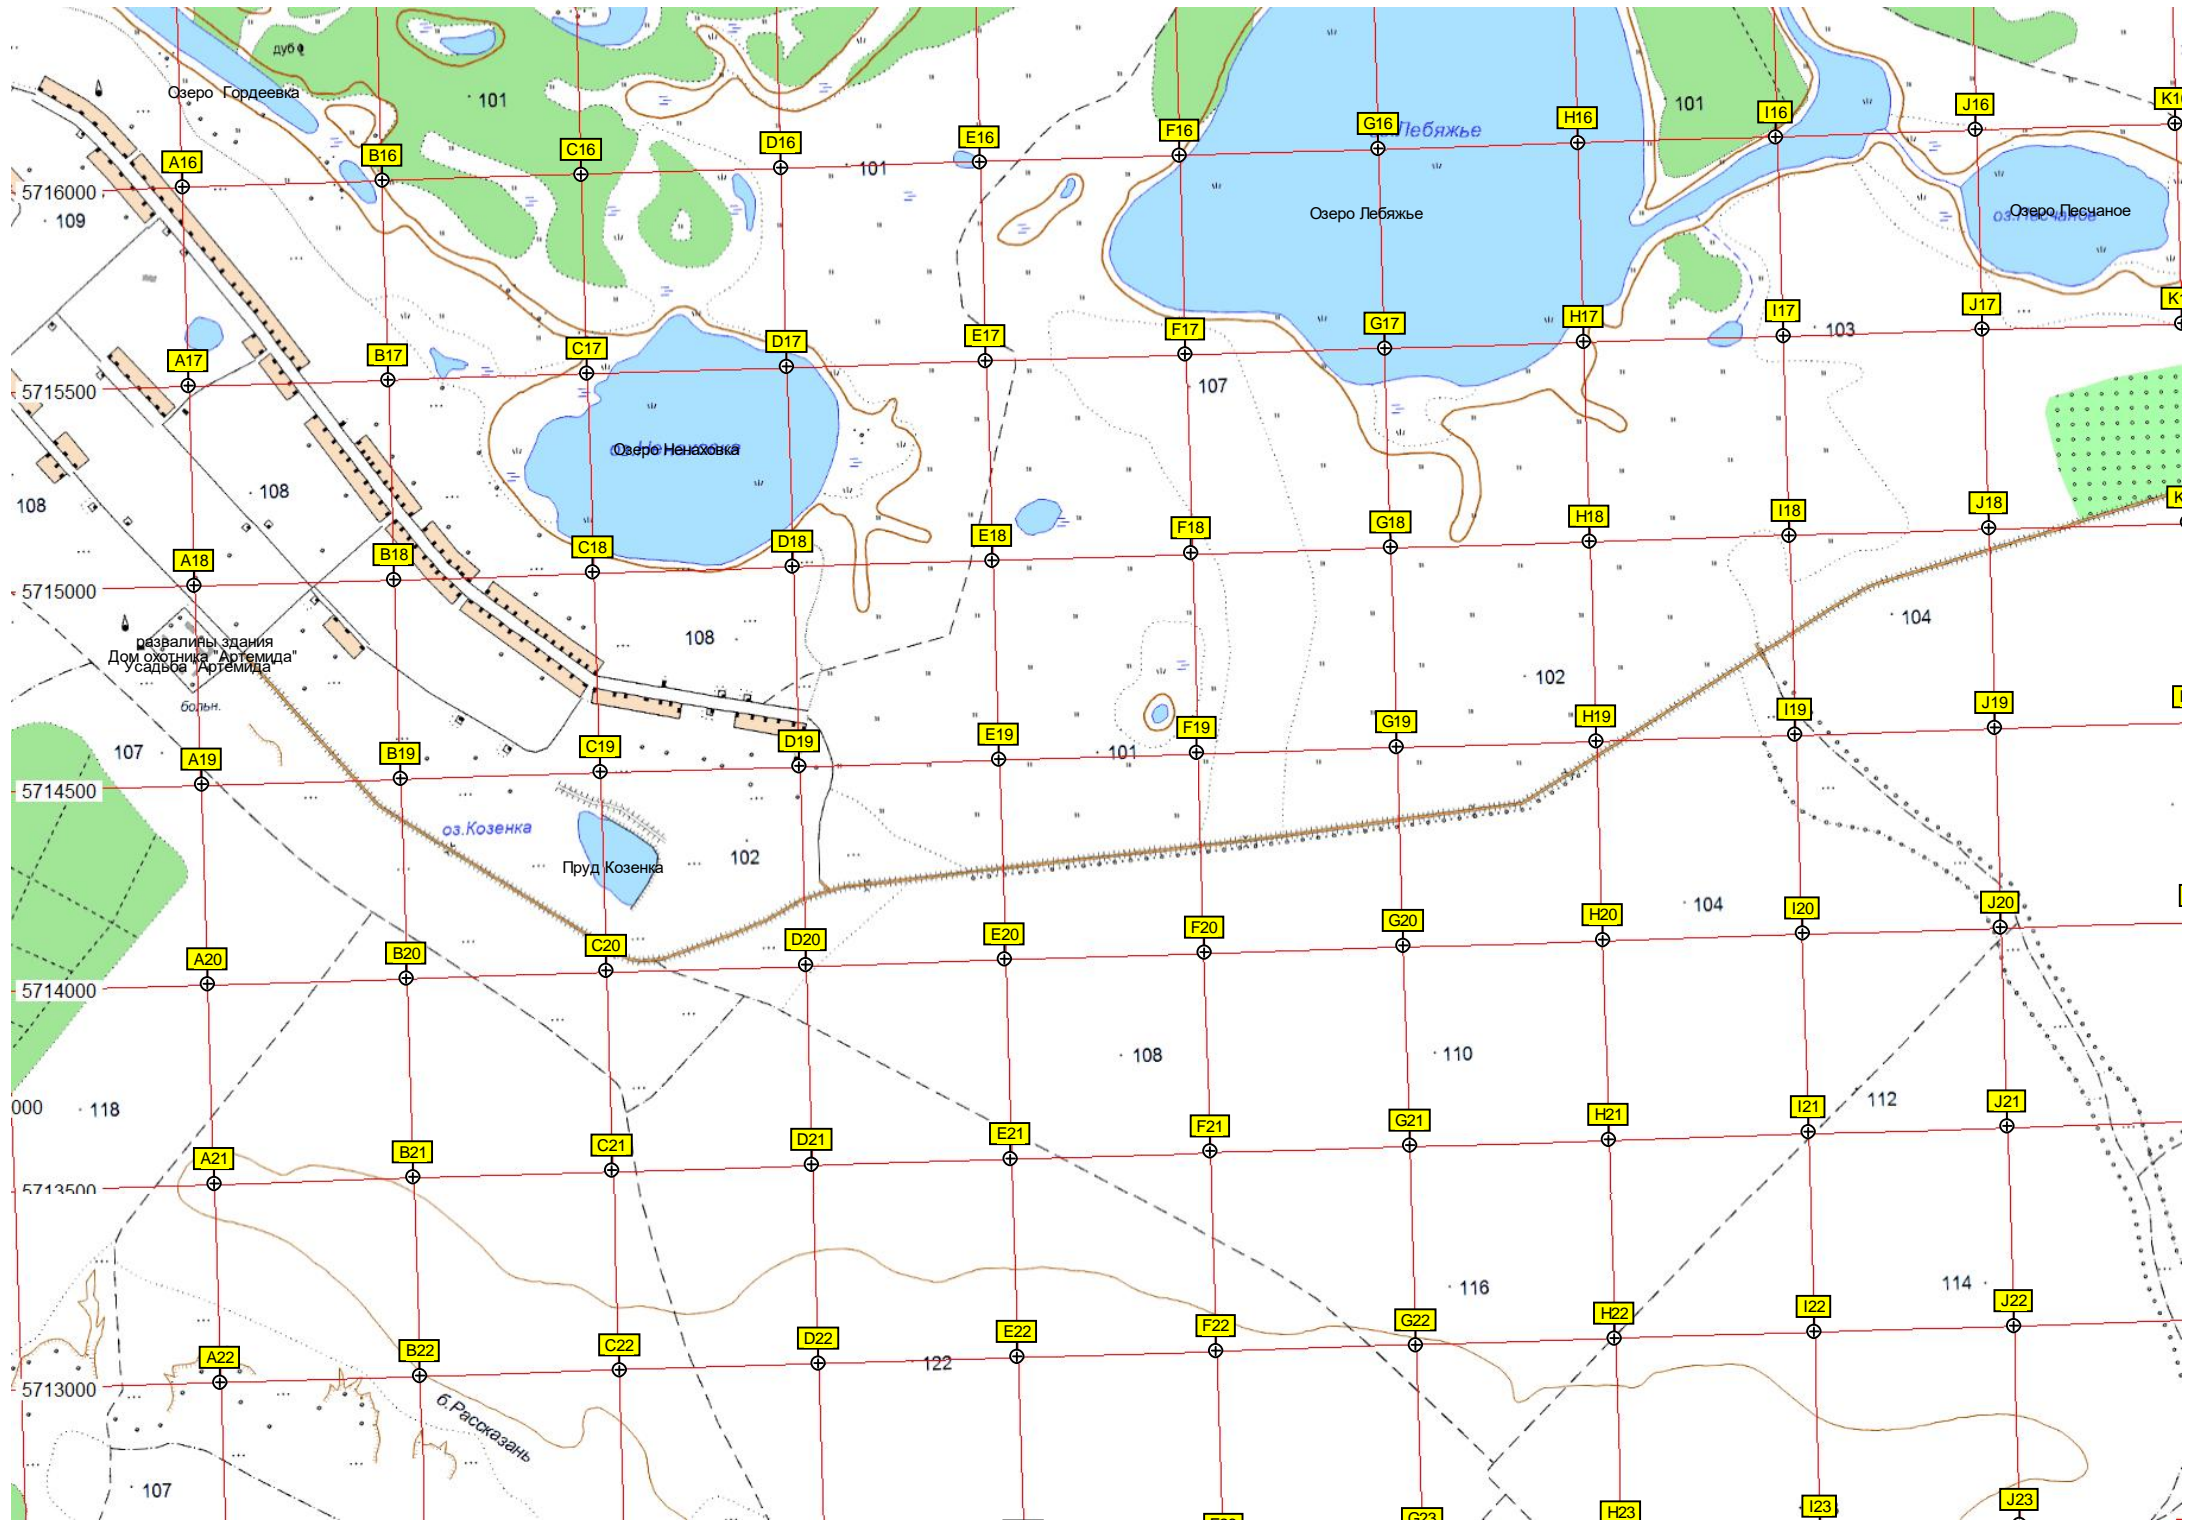 дуб
Озеро Гордеевка
101
101
J16
K1
F16
G16
Лебяжье
H16
I16
A16
B16
C16
D16
E16
101
5716000
109
Озеро Лебяжье
Озеро Песчаное
A17
B17
C17
D17
E17
F17
G17
H17
I17
J17
K
103
5715500
107
Озеро Ненаховка
108
108
A18
B18
C18
D18
E18
F18
G18
H18
I18
J18
K
5715000
104
развалины здания
Дом охотника "Артемида"
Усадьба "Артемида"
108
102
больн.
107
A19
B19
C19
D19
E19
101
F19
G19
H19
I19
J19
5714500
оз.Козенка
Пруд Козенка
102
104
A20
B20
C20
D20
E20
F20
G20
H20
I20
J20
5714000
108
110
000
118
112
A21
B21
C21
D21
E21
F21
G21
H21
I21
J21
5713500
116
114
A22
B22
C22
D22
E22
F22
G22
H22
I22
J22
122
5713000
б.Рассказань
107
G23
H23
I23
J23